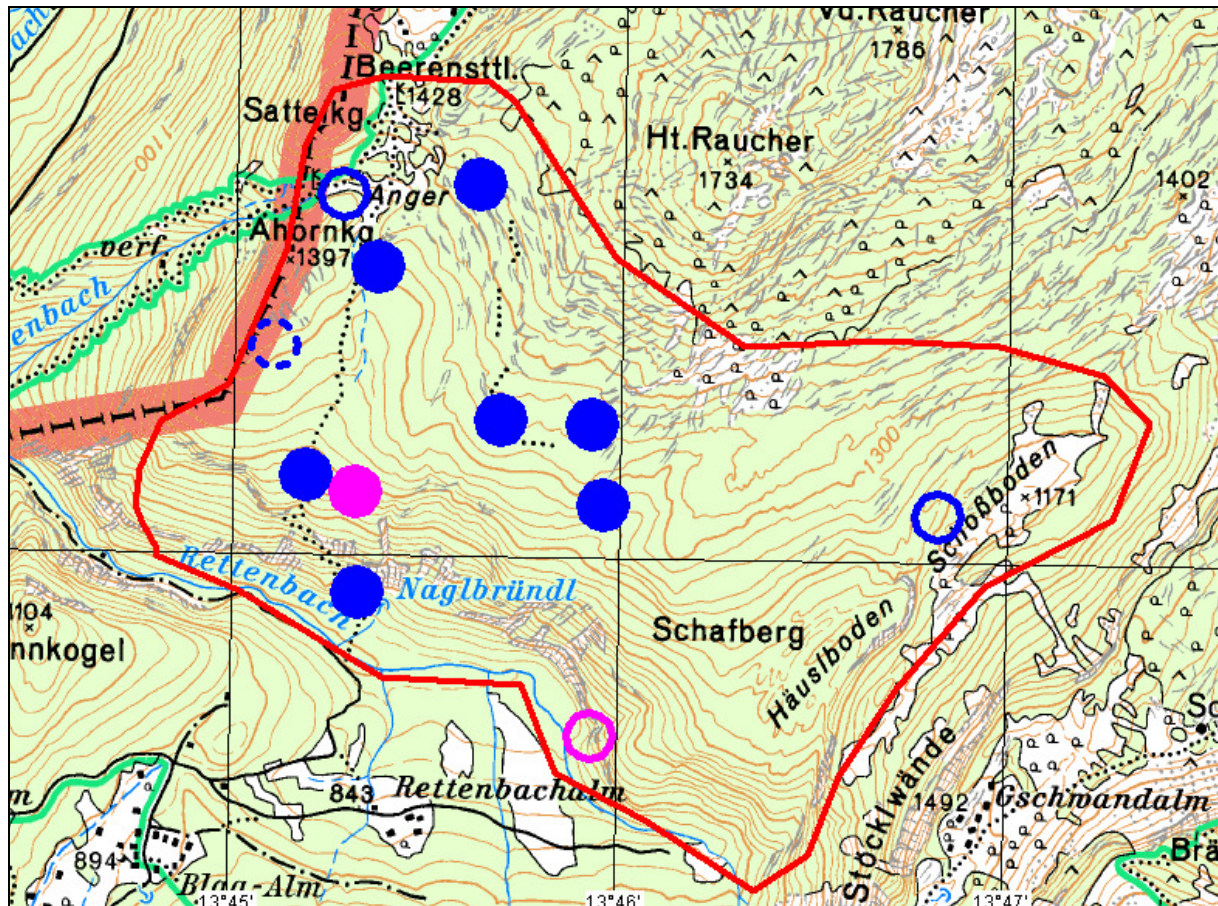 Vd.Raucher
1786
Beerensttl.
1428
Sattelkg
1100
Ht.Raucher
1734
1402
Anger
verf.
Ahornkg
1397
enbach
1300
Schoßboden
1171
Rettenbach
Naglbründl
1104
nnkogel
Schafberg
Häuslboden
Stöcklwände
1492
Gschwandalm
Rettenbachalm
843
m
894
Blaa-Alm
Brä
13°45'
13°46'
13°47'